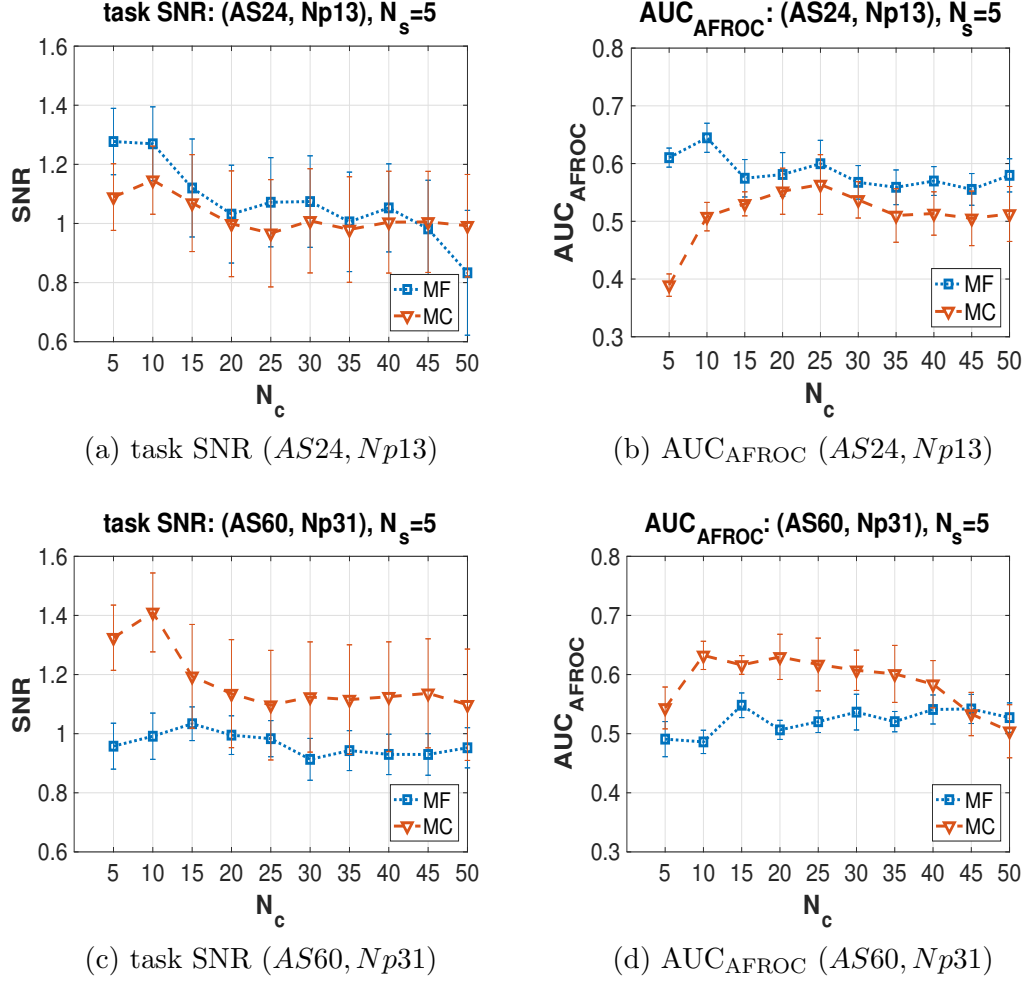 task SNR: (AS24, Np13), N_s=5
1.6
1.4
1.2
1
0.8
0.6
SNR
5 10 15 20 25 30 35 40 45 50
N_c
MF
MC
(a) task SNR (AS24, Np13)
AUC_AFROC: (AS24, Np13), N_s=5
0.8
0.7
0.6
0.5
0.4
0.3
AUC_AFROC
5 10 15 20 25 30 35 40 45 50
N_c
MF
MC
(b) AUC_AFROC (AS24, Np13)
task SNR: (AS60, Np31), N_s=5
1.6
1.4
1.2
1
0.8
0.6
SNR
5 10 15 20 25 30 35 40 45 50
N_c
MF
MC
(c) task SNR (AS60, Np31)
AUC_AFROC: (AS60, Np31), N_s=5
0.8
0.7
0.6
0.5
0.4
0.3
AUC_AFROC
5 10 15 20 25 30 35 40 45 50
N_c
MF
MC
(d) AUC_AFROC (AS60, Np31)